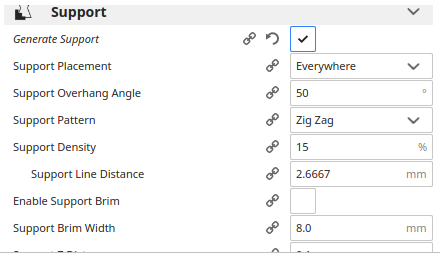 Support
Generate Support
Support Placement Everywhere
Support Overhang Angle 50 °
Support Pattern Zig Zag
Support Density 15 %
Support Line Distance 2.6667 mm
Enable Support Brim
Support Brim Width 8.0 mm